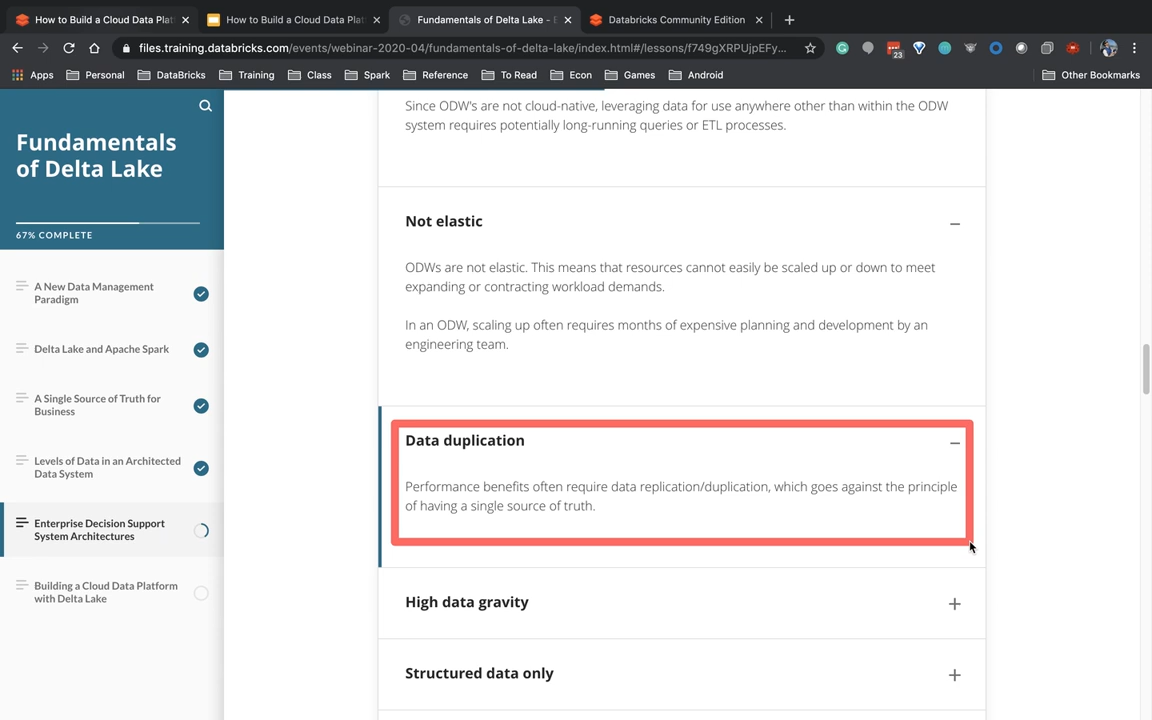 How to Build a Cloud Data Plat
How to Build a Cloud Data Plat
Fundamentals of Delta Lake - E
Databricks Community Edition
files.training.databricks.com/events/webinar-2020-04/fundamentals-of-delta-lake/index.html#/lessons/f749gXRPUjpEFy...
23
Apps
Personal
DataBricks
Training
Class
Spark
Reference
To Read
Econ
Games
Android
Other Bookmarks
Fundamentals
of Delta Lake
67% COMPLETE
A New Data Management
Paradigm
Delta Lake and Apache Spark
A Single Source of Truth for
Business
Levels of Data in an Architected
Data System
Enterprise Decision Support
System Architectures
Building a Cloud Data Platform
with Delta Lake
Since ODW's are not cloud-native, leveraging data for use anywhere other than within the ODW
system requires potentially long-running queries or ETL processes.
Not elastic
ODWs are not elastic. This means that resources cannot easily be scaled up or down to meet
expanding or contracting workload demands.
In an ODW, scaling up often requires months of expensive planning and development by an
engineering team.
Data duplication
Performance benefits often require data replication/duplication, which goes against the principle
of having a single source of truth.
High data gravity
Structured data only